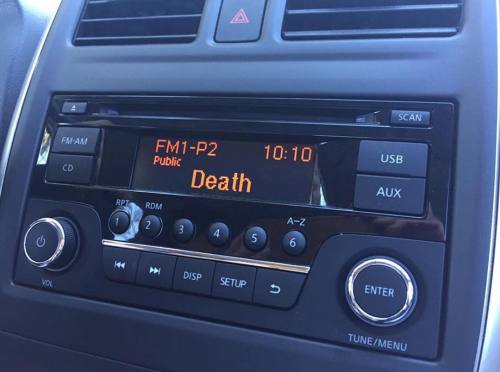 SCAN
FM·AM
CD
FM1-P2 10:10
Public
Death
USB
AUX
RPT RDM A-Z
1 2 3 4 5 6
DISP SETUP
VOL
ENTER
TUNE/MENU